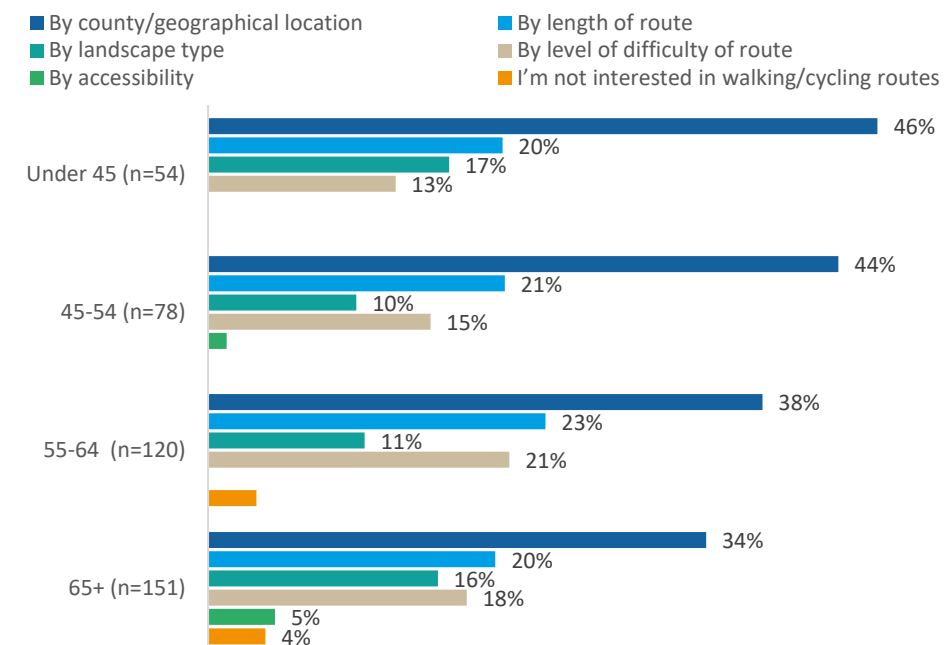 By county/geographical location
By length of route
By landscape type
By level of difficulty of route
By accessibility
I'm not interested in walking/cycling routes
Under 45 (n=54)
46%
20%
17%
13%
45-54 (n=78)
44%
21%
10%
15%
55-64 (n=120)
38%
23%
11%
21%
65+ (n=151)
34%
20%
16%
18%
5%
4%